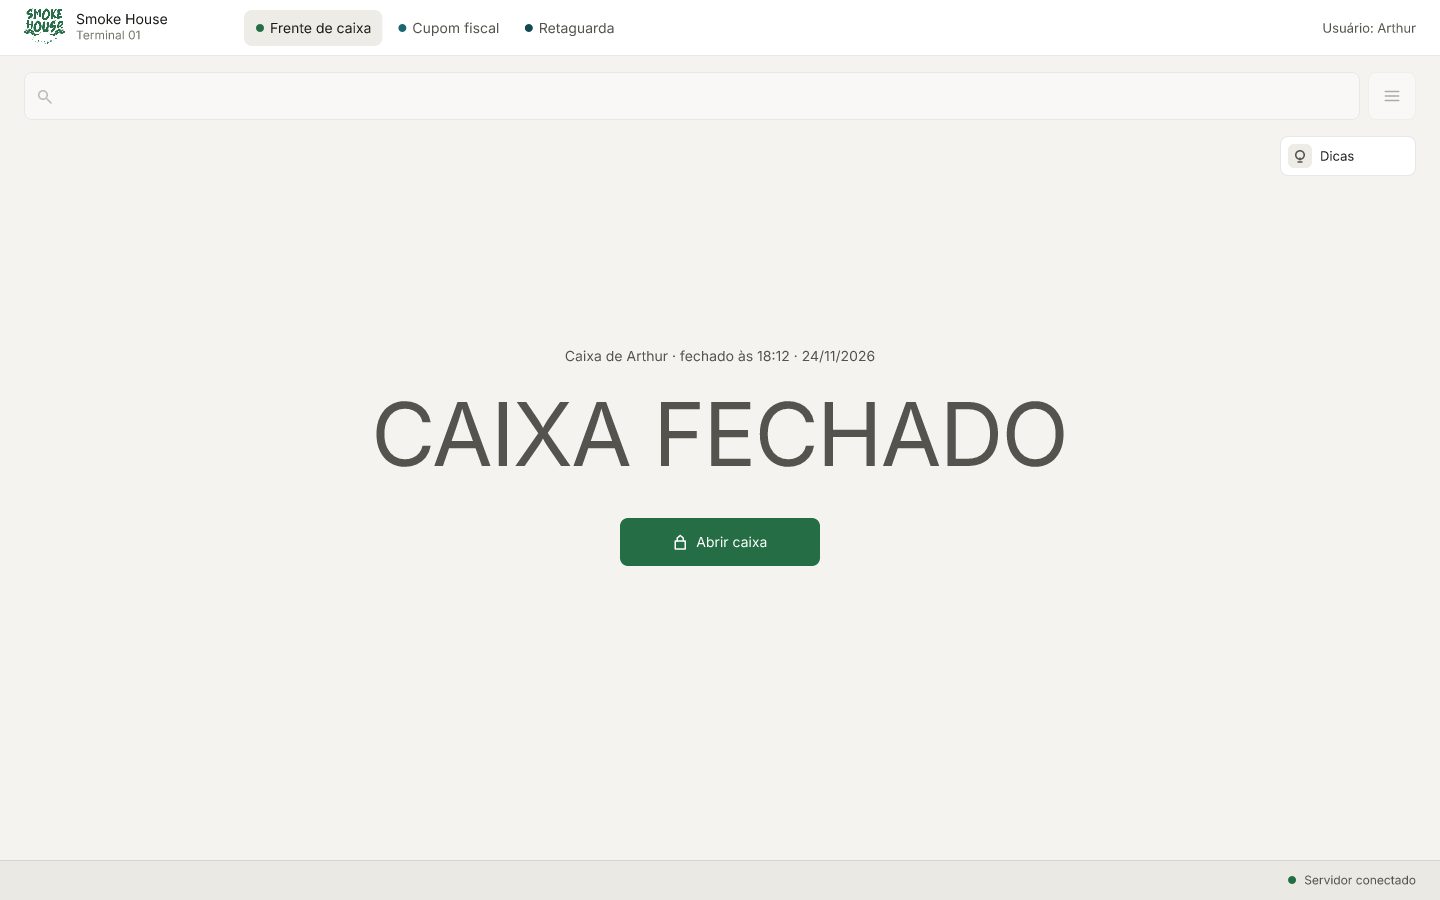 SMOKE
HOUSE
Smoke House
Terminal 01
Frente de caixa
Cupom fiscal
Retaguarda
Usuário: Arthur
Dicas
Caixa de Arthur · fechado às 18:12 · 24/11/2026
CAIXA FECHADO
Abrir caixa
Servidor conectado